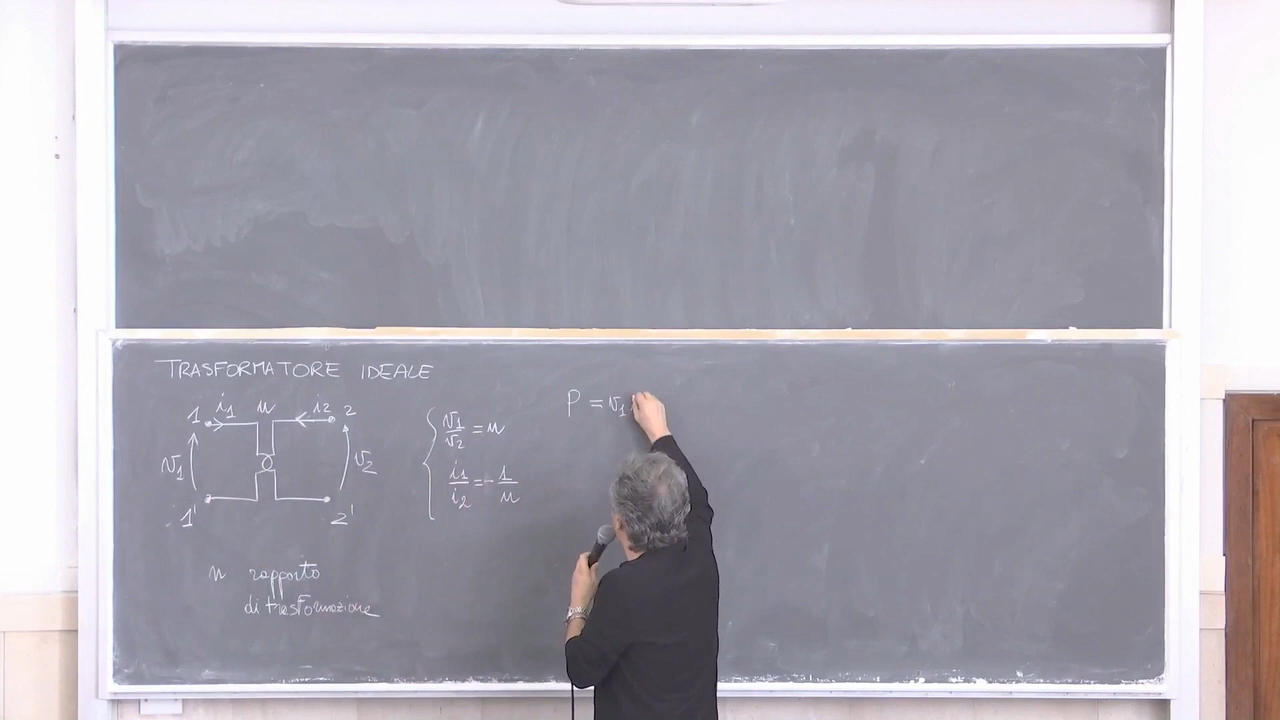 TRASFORMATORE IDEALE
1 i1 n i2 2
v1 v2
1' 2'
v1/v2 = n
i1/i2 = - 1/n
n rapporto
di trasformazione
P = v1 i